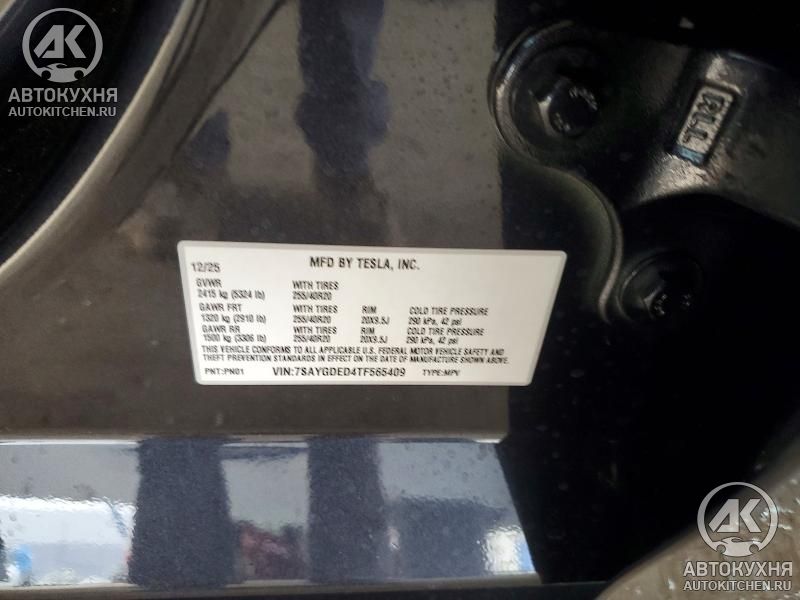 АК
АВТОКУХНЯ
AUTOKITCHEN.RU
RLL
12/25 MFD BY TESLA, INC.
GVWR WITH TIRES
2415 kg (5324 lb) 255/40R20
GAWR FRT WITH TIRES RIM COLD TIRE PRESSURE
1320 kg (2910 lb) 255/40R20 20X9.5J 290 kPa, 42 psi
GAWR RR WITH TIRES RIM COLD TIRE PRESSURE
1500 kg (3306 lb) 255/40R20 20X9.5J 290 kPa, 42 psi
THIS VEHICLE CONFORMS TO ALL APPLICABLE U.S. FEDERAL MOTOR VEHICLE SAFETY AND
THEFT PREVENTION STANDARDS IN EFFECT ON THE DATE OF MANUFACTURE SHOWN ABOVE.
PNT:PN01 VIN:7SAYGDED4TF565409 TYPE:MPV
АК
АВТОКУХНЯ
AUTOKITCHEN.RU